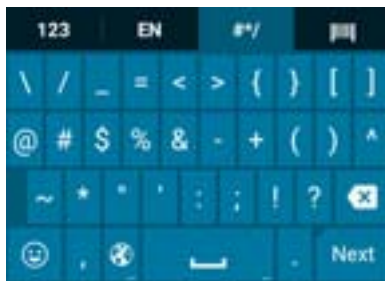 123 EN #*/
\ / _ = < > { } [ ]
@ # $ % & - + ( ) ^
~ * " ' : ; ! ?
, . Next